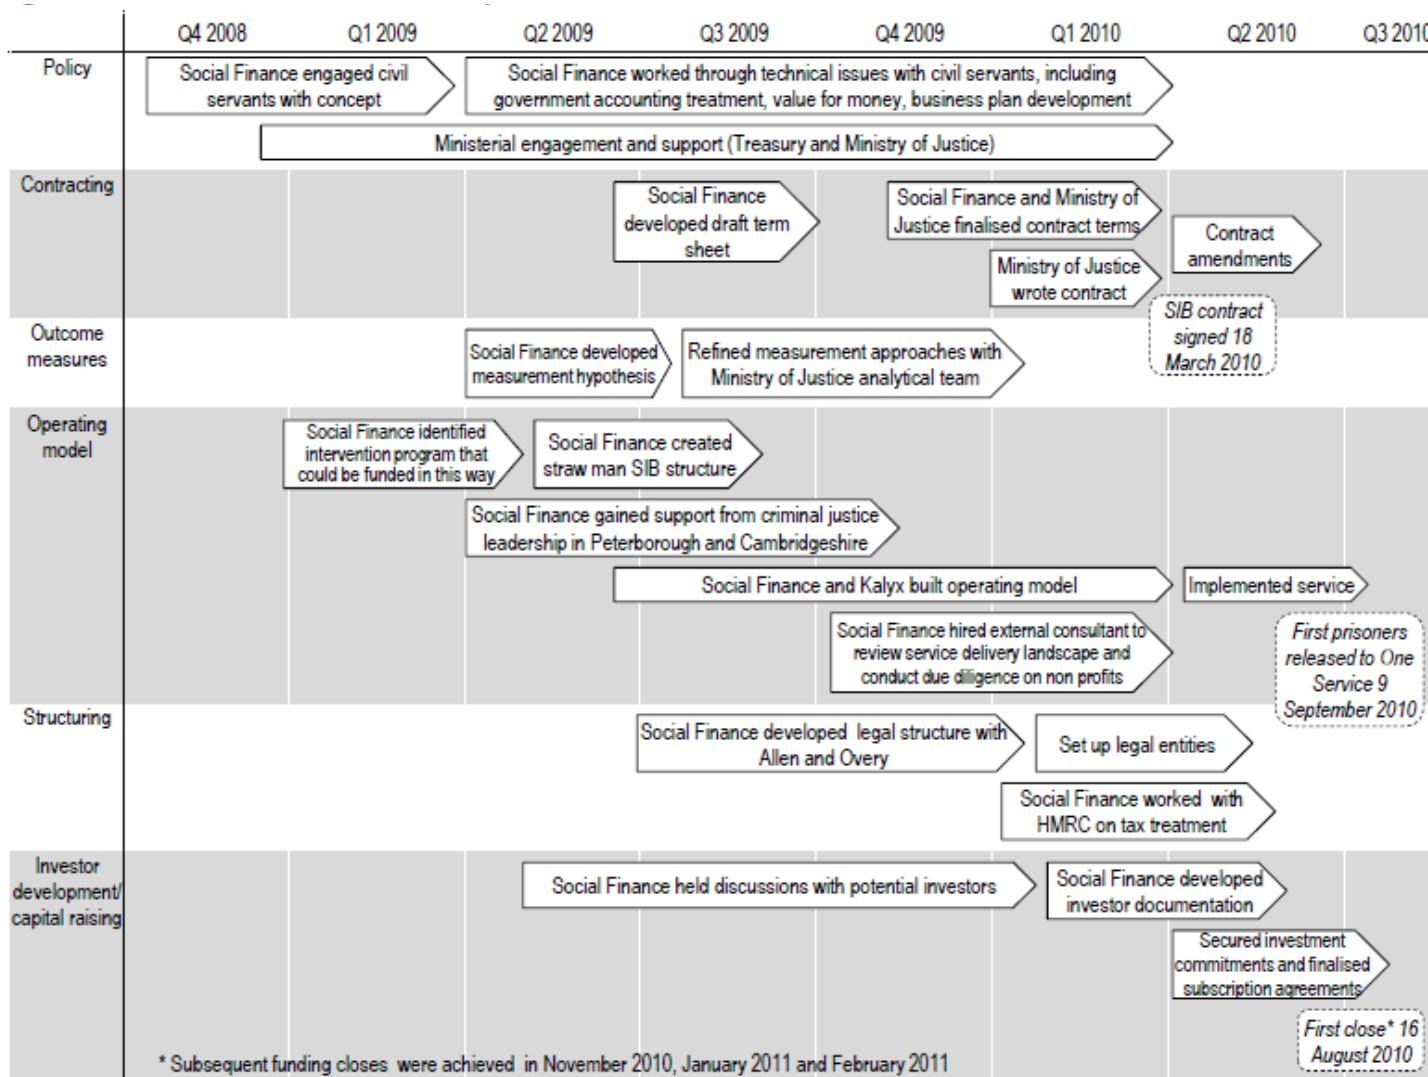 Q4 2008
Q1 2009
Q2 2009
Q3 2009
Q4 2009
Q1 2010
Q2 2010
Q3 2010
Policy
Social Finance engaged civil
servants with concept
Social Finance worked through technical issues with civil servants, including
government accounting treatment, value for money, business plan development
Ministerial engagement and support (Treasury and Ministry of Justice)
Contracting
Social Finance
developed draft term
sheet
Social Finance and Ministry of
Justice finalised contract terms
Ministry of Justice
wrote contract
Contract
amendments
SIB contract
signed 18
March 2010
Outcome
measures
Social Finance developed
measurement hypothesis
Refined measurement approaches with
Ministry of Justice analytical team
Operating
model
Social Finance identified
intervention program that
could be funded in this way
Social Finance created
straw man SIB structure
Social Finance gained support from criminal justice
leadership in Peterborough and Cambridgeshire
Social Finance and Kalyx built operating model
Implemented service
Social Finance hired external consultant to
review service delivery landscape and
conduct due diligence on non profits
First prisoners
released to One
Service 9
September 2010
Structuring
Social Finance developed legal structure with
Allen and Overy
Set up legal entities
Social Finance worked with
HMRC on tax treatment
Investor
development/
capital raising
Social Finance held discussions with potential investors
Social Finance developed
investor documentation
Secured investment
commitments and finalised
subscription agreements
First close* 16
August 2010
* Subsequent funding closes were achieved in November 2010, January 2011 and February 2011